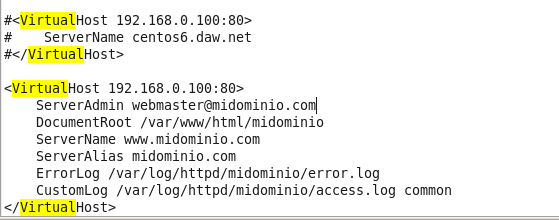 #<VirtualHost 192.168.0.100:80>
#    ServerName centos6.daw.net
#</VirtualHost>

<VirtualHost 192.168.0.100:80>
    ServerAdmin webmaster@midominio.com
    DocumentRoot /var/www/html/midominio
    ServerName www.midominio.com
    ServerAlias midominio.com
    ErrorLog /var/log/httpd/midominio/error.log
    CustomLog /var/log/httpd/midominio/access.log common
</VirtualHost>